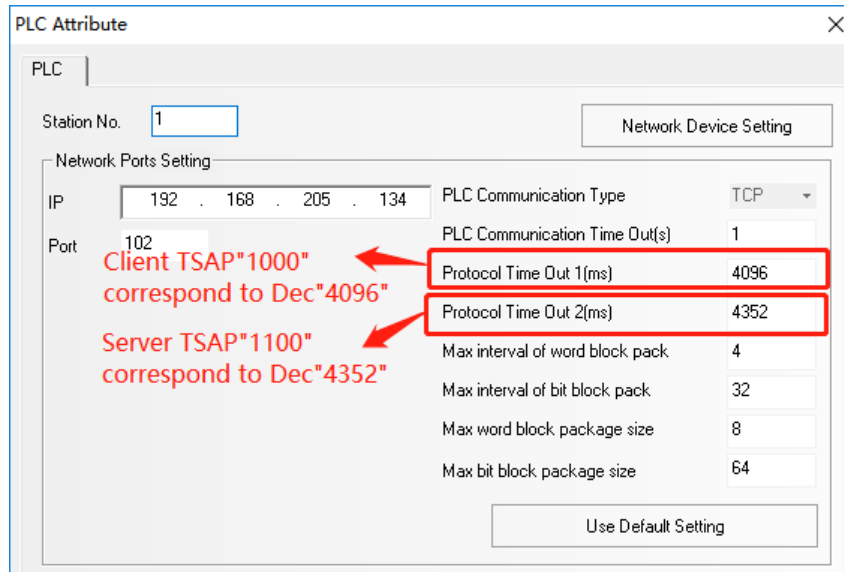 PLC Attribute
PLC
Station No. 1
Network Device Setting
Network Ports Setting
IP 192 . 168 . 205 . 134
Port 102
Client TSAP"1000"
correspond to Dec"4096"
Server TSAP"1100"
correspond to Dec"4352"
PLC Communication Type TCP
PLC Communication Time Out(s) 1
Protocol Time Out 1(ms) 4096
Protocol Time Out 2(ms) 4352
Max interval of word block pack 4
Max interval of bit block pack 32
Max word block package size 8
Max bit block package size 64
Use Default Setting